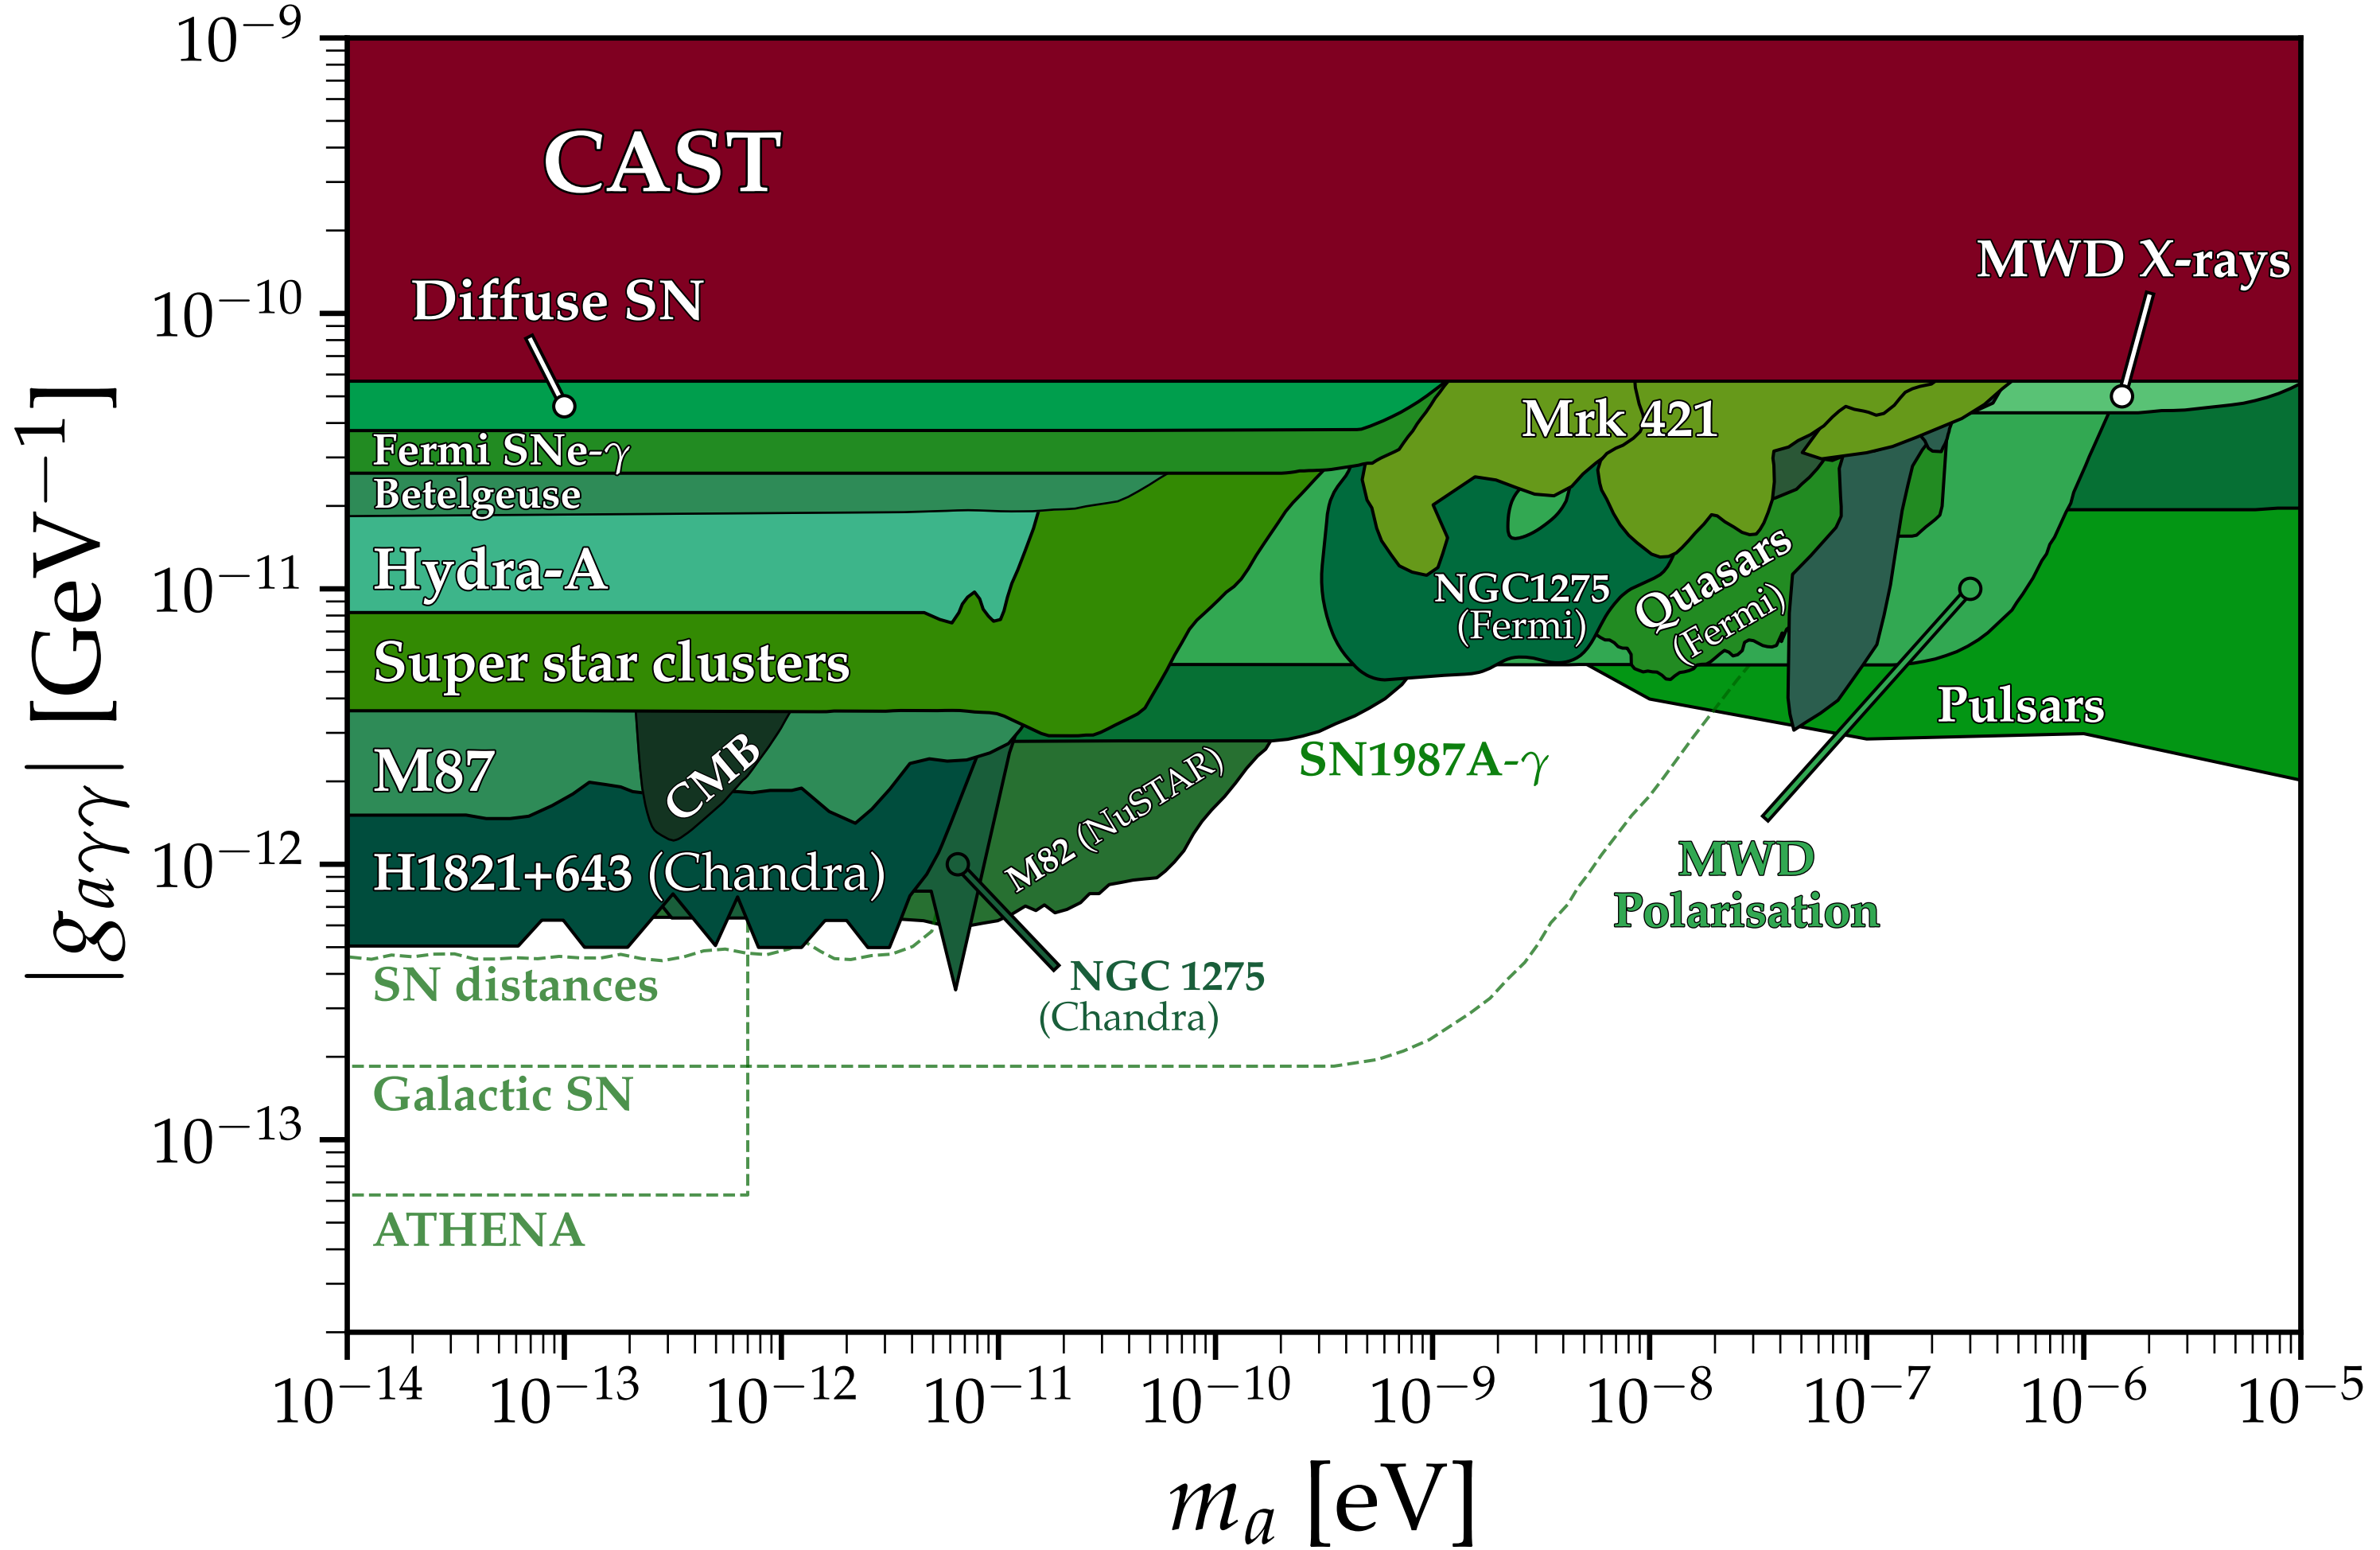 10⁻⁹
CAST
MWD X-rays
Diffuse SN
10⁻¹⁰
Mrk 421
Fermi SNe-γ
Betelgeuse
Hydra-A
10⁻¹¹
NGC1275
(Fermi)
Quasars
(Fermi)
Super star clusters
Pulsars
M87
CMB
SN1987A-γ
M82 (NuSTAR)
10⁻¹²
H1821+643 (Chandra)
MWD
Polarisation
SN distances
NGC 1275
(Chandra)
Galactic SN
10⁻¹³
ATHENA
|g_{aγγ}| [GeV⁻¹]
10⁻¹⁴ 10⁻¹³ 10⁻¹² 10⁻¹¹ 10⁻¹⁰ 10⁻⁹ 10⁻⁸ 10⁻⁷ 10⁻⁶ 10⁻⁵
mₐ [eV]